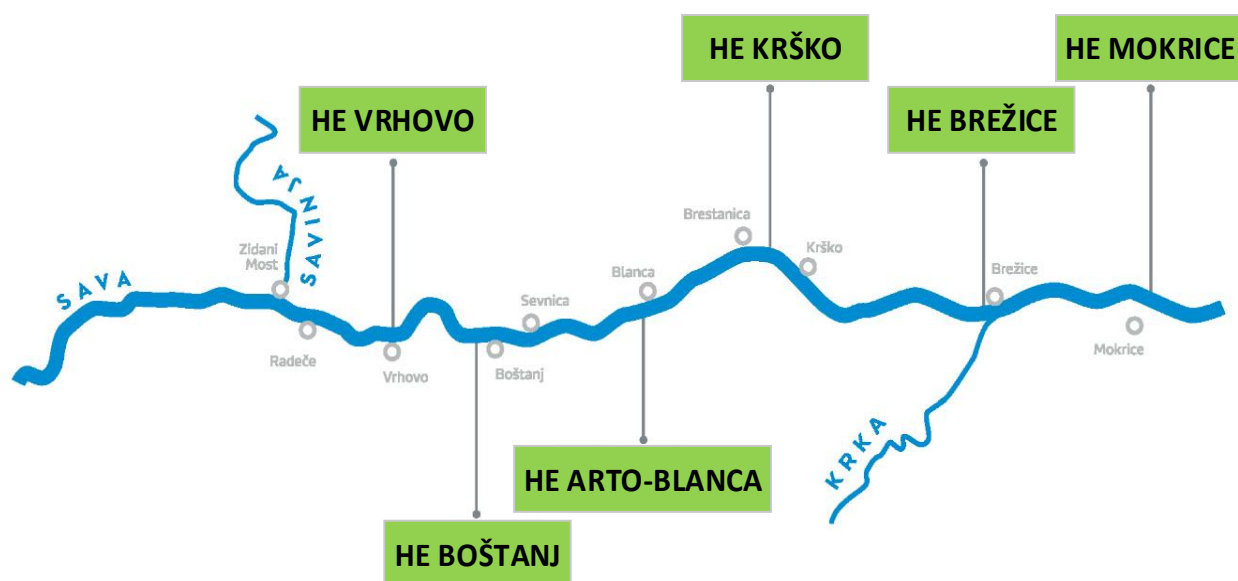 HE KRŠKO
HE MOKRICE
HE VRHOVO
HE BREŽICE
SAVINJA
Brestanica
Zidani
Most
Krško
Blanca
Brežice
SAVA
Sevnica
Radeče
Vrhovo
Boštanj
Mokrice
KRKA
HE ARTO-BLANCA
HE BOŠTANJ